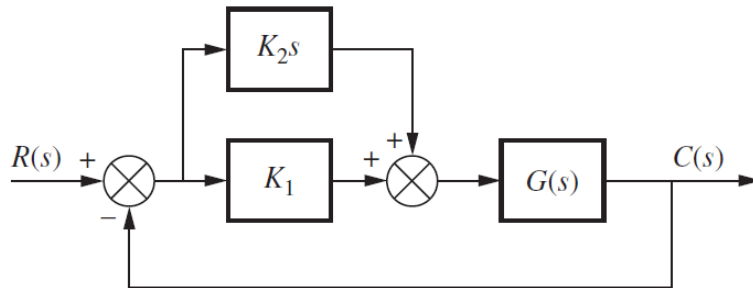 K₂s
R(s) + + + C(s)
K₁ G(s)
−